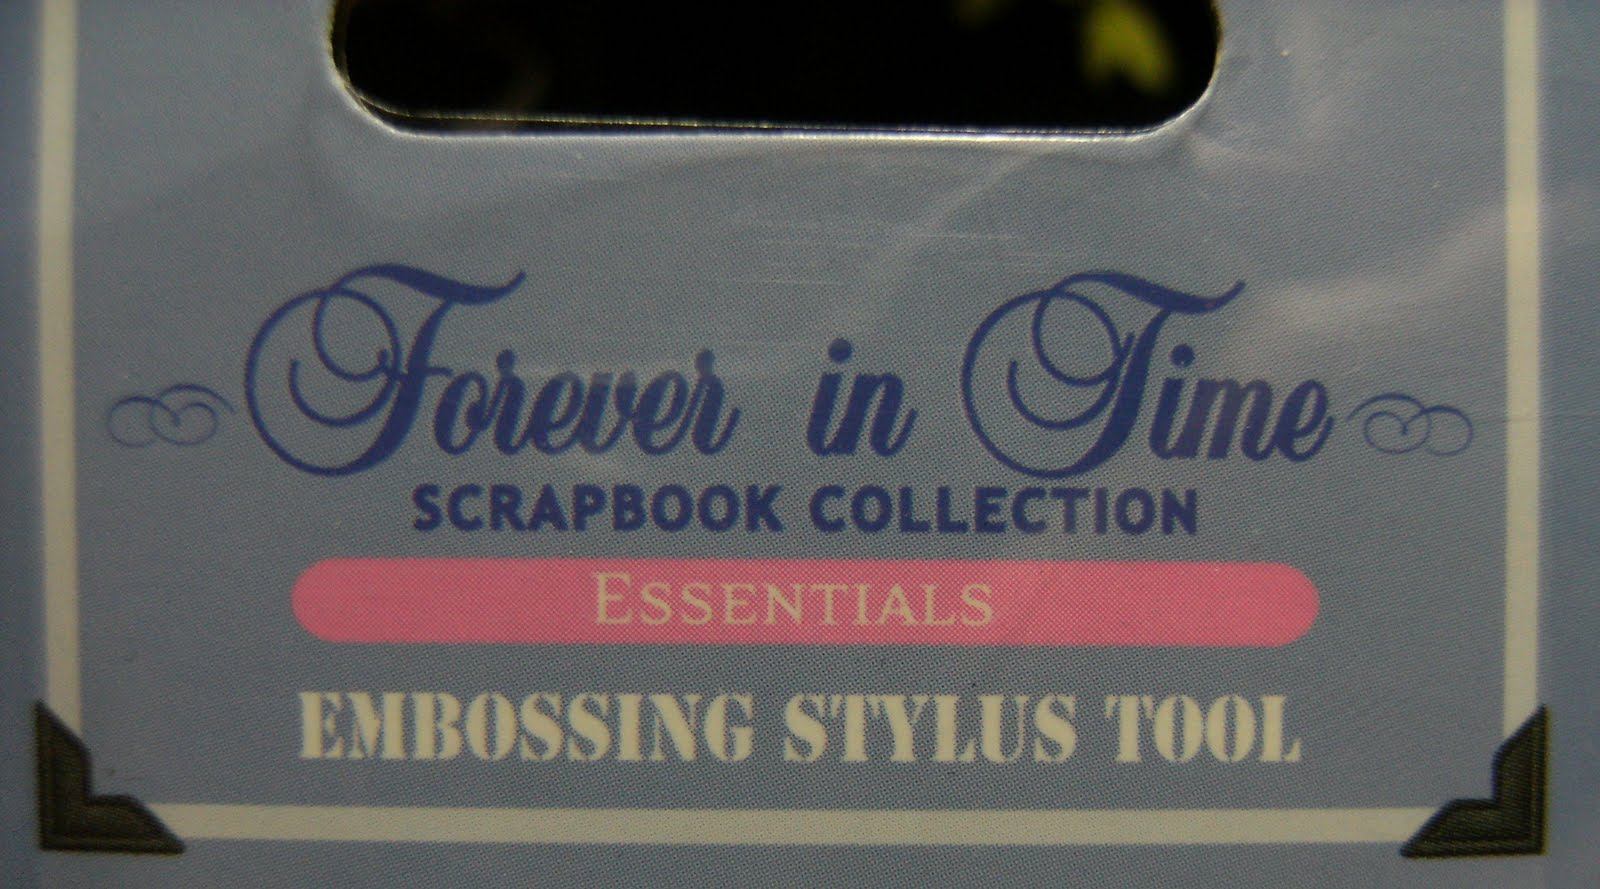 Forever in Time
SCRAPBOOK COLLECTION
ESSENTIALS
EMBOSSING STYLUS TOOL